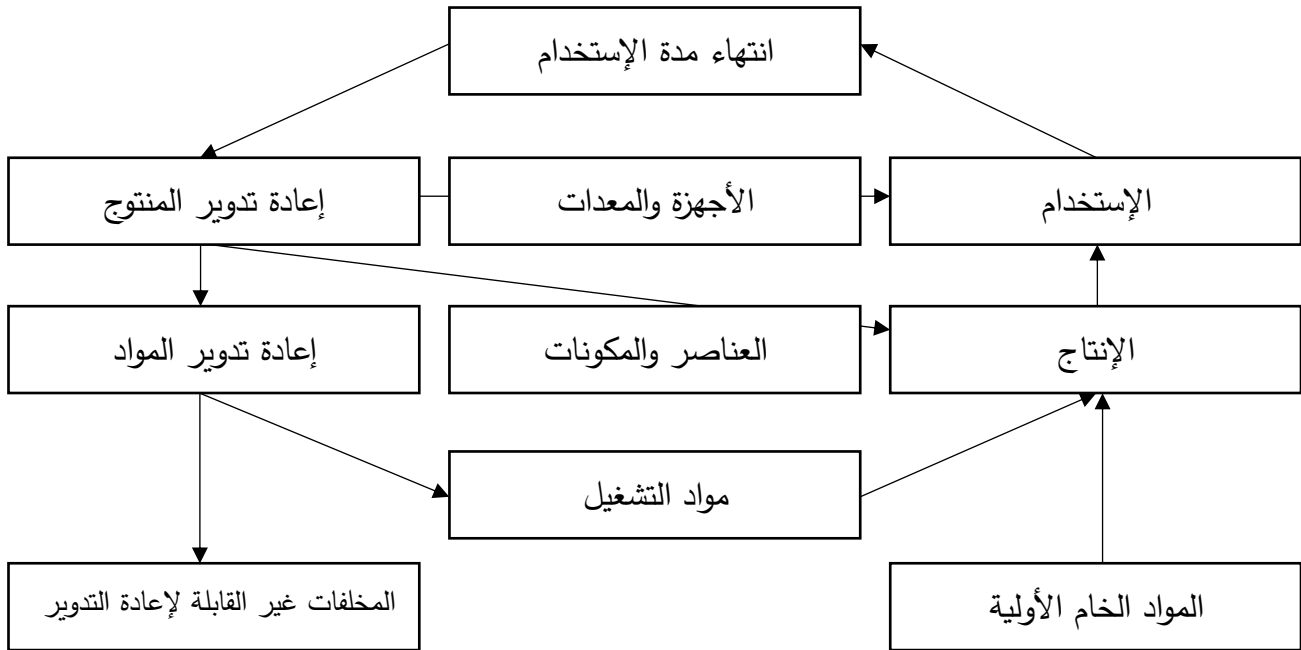 انتهاء مدة الإستخدام
الإستخدام
الأجهزة والمعدات
إعادة تدوير المنتوج
الإنتاج
العناصر والمكونات
إعادة تدوير المواد
مواد التشغيل
المواد الخام الأولية
المخلفات غير القابلة لإعادة التدوير